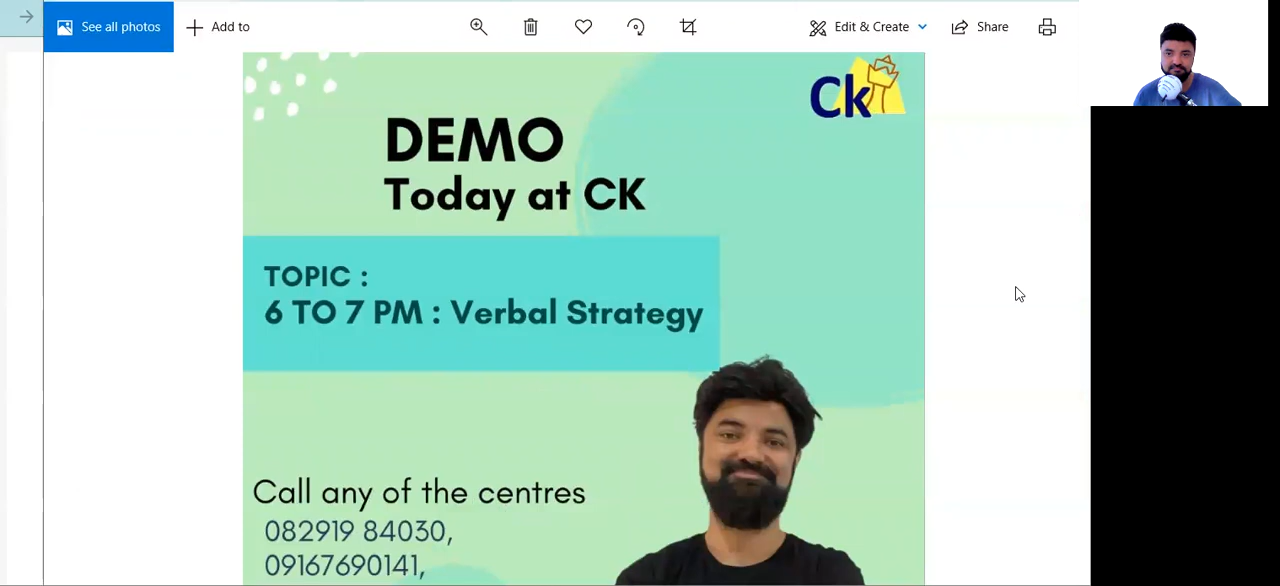 See all photos
Add to
Edit & Create
Share
Ck
DEMO
Today at CK
TOPIC :
6 TO 7 PM : Verbal Strategy
Call any of the centres
082919 84030,
09167690141,